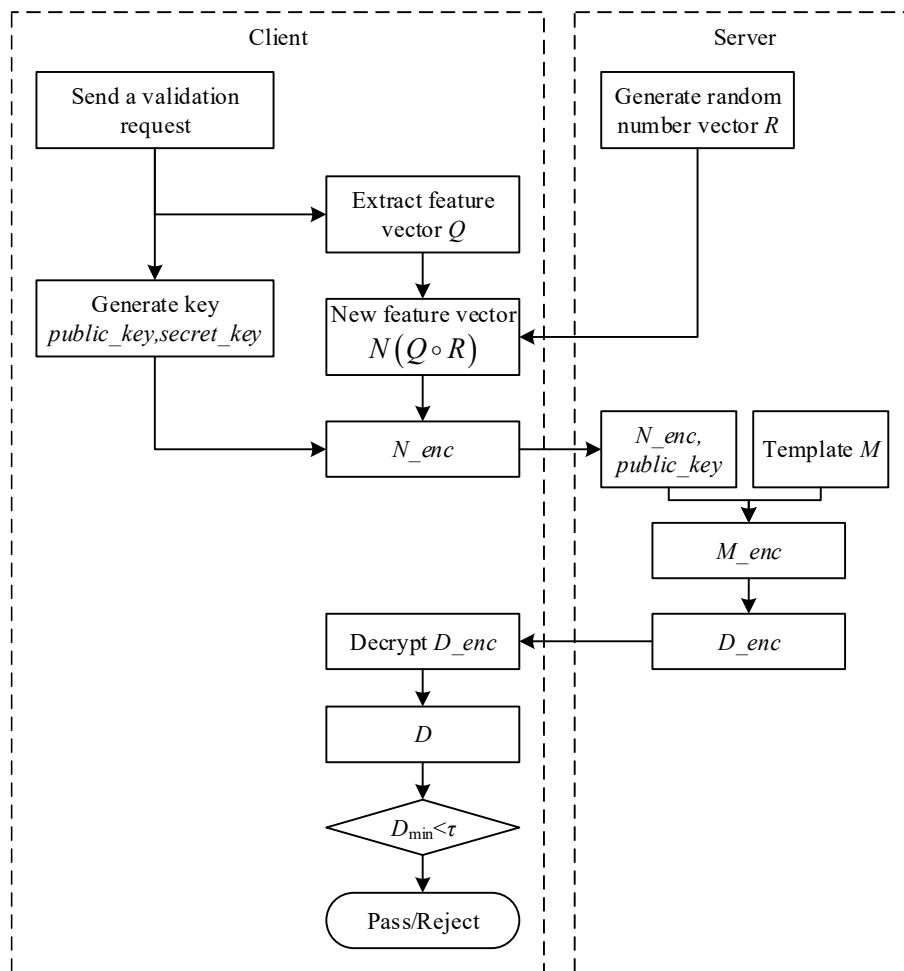 Client
Server
Send a validation
request
Generate random
number vector R
Extract feature
vector Q
Generate key
public_key,secret_key
New feature vector
N(Q∘R)
N_enc
N_enc,
public_key
Template M
M_enc
Decrypt D_enc
D_enc
D
Dmin<τ
Pass/Reject